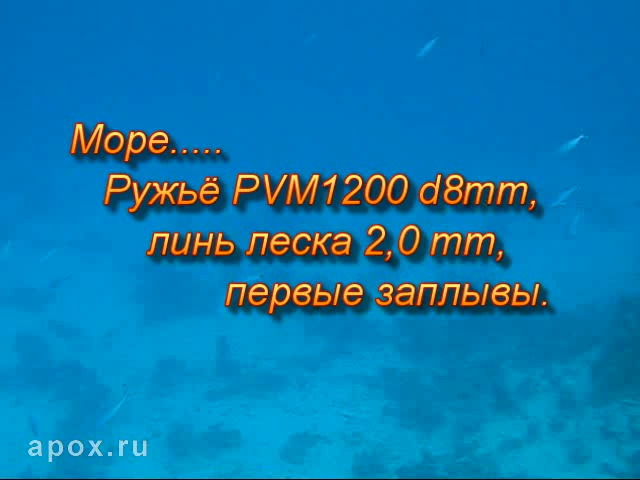 Море.....
Ружьё PVM1200 d8mm,
линь леска 2,0 mm,
первые заплывы.
apox.ru